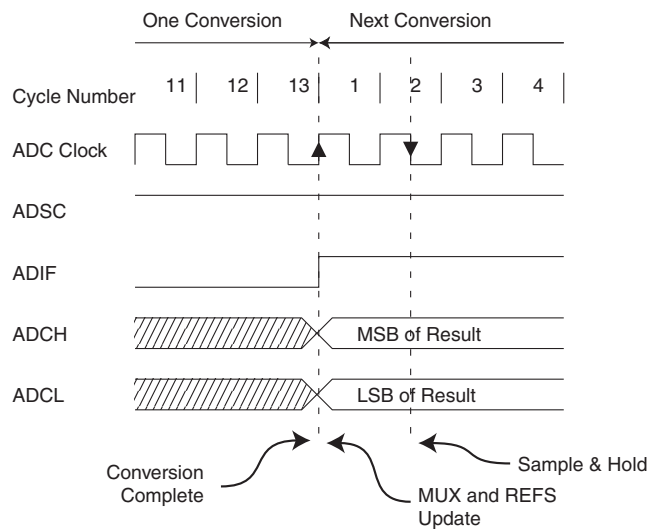 One Conversion Next Conversion
Cycle Number 11 12 13 1 2 3 4
ADC Clock
ADSC
ADIF
ADCH MSB of Result
ADCL LSB of Result
Conversion
Complete
MUX and REFS
Update
Sample & Hold